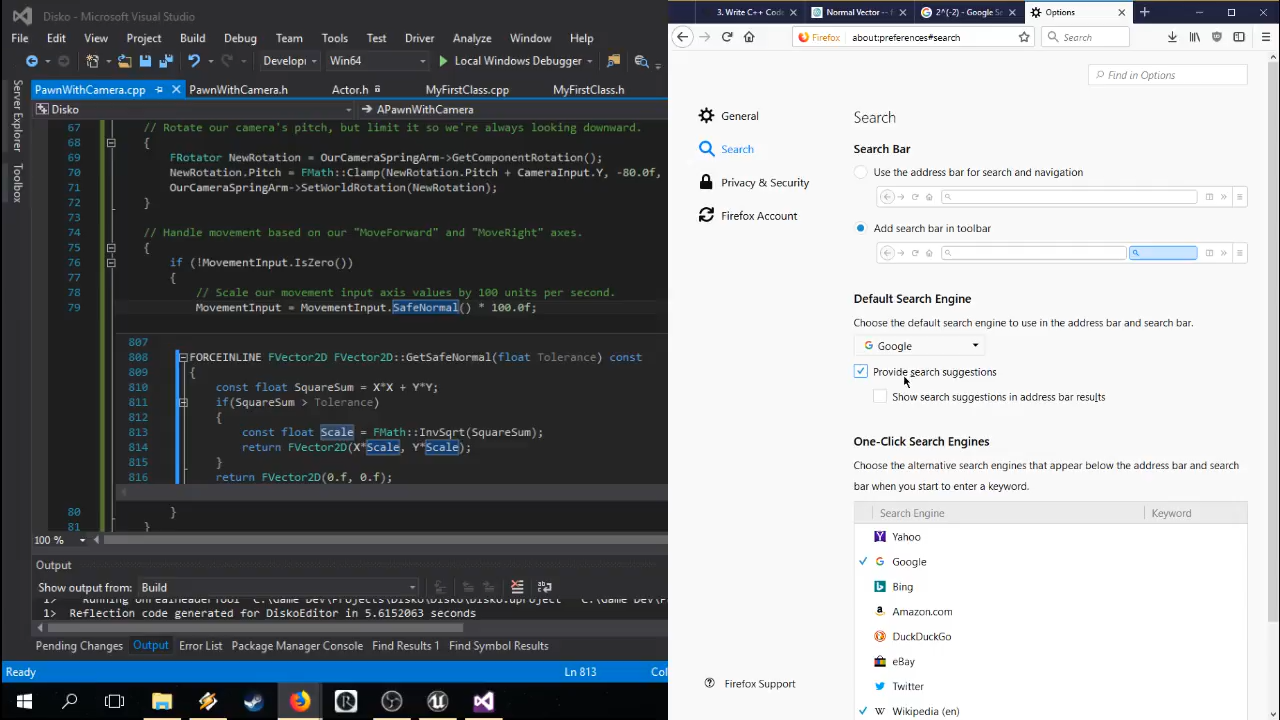 Disko - Microsoft Visual Studio
File Edit View Project Build Debug Team Tools Test Driver Analyze Window Help
Develop Win64 Local Windows Debugger
PawnWithCamera.cpp PawnWithCamera.h Actor.h MyFirstClass.cpp MyFirstClass.h
Disko APawnWithCamera
Server Explorer
Toolbox
67 // Rotate our camera's pitch, but limit it so we're always looking downward.
68 {
69 FRotator NewRotation = OurCameraSpringArm->GetComponentRotation();
70 NewRotation.Pitch = FMath::Clamp(NewRotation.Pitch + CameraInput.Y, -80.0f,
71 OurCameraSpringArm->SetWorldRotation(NewRotation);
72 }
73
74 // Handle movement based on our "MoveForward" and "MoveRight" axes.
75 {
76 if (!MovementInput.IsZero())
77 {
78 // Scale our movement input axis values by 100 units per second.
79 MovementInput = MovementInput.SafeNormal() * 100.0f;
807
808 FORCEINLINE FVector2D FVector2D::GetSafeNormal(float Tolerance) const
809 {
810 const float SquareSum = X*X + Y*Y;
811 if(SquareSum > Tolerance)
812 {
813 const float Scale = FMath::InvSqrt(SquareSum);
814 return FVector2D(X*Scale, Y*Scale);
815 }
816 return FVector2D(0.f, 0.f);
80 }
81 }
100 %
Output
Show output from: Build
1> Reflection code generated for DiskoEditor in 5.6152063 seconds
Pending Changes Output Error List Package Manager Console Find Results 1 Find Symbol Results
Ready Ln 813
3. Write C++ Cod Normal Vector -- f 2^(-2) - Google Se Options
Firefox about:preferences#search Search
Find in Options
General
Search
Privacy & Security
Firefox Account
Firefox Support
Search
Search Bar
Use the address bar for search and navigation
Add search bar in toolbar
Default Search Engine
Choose the default search engine to use in the address bar and search bar.
Google
Provide search suggestions
Show search suggestions in address bar results
One-Click Search Engines
Choose the alternative search engines that appear below the address bar and search
bar when you start to enter a keyword.
Search Engine Keyword
Yahoo
Google
Bing
Amazon.com
DuckDuckGo
eBay
Twitter
Wikipedia (en)